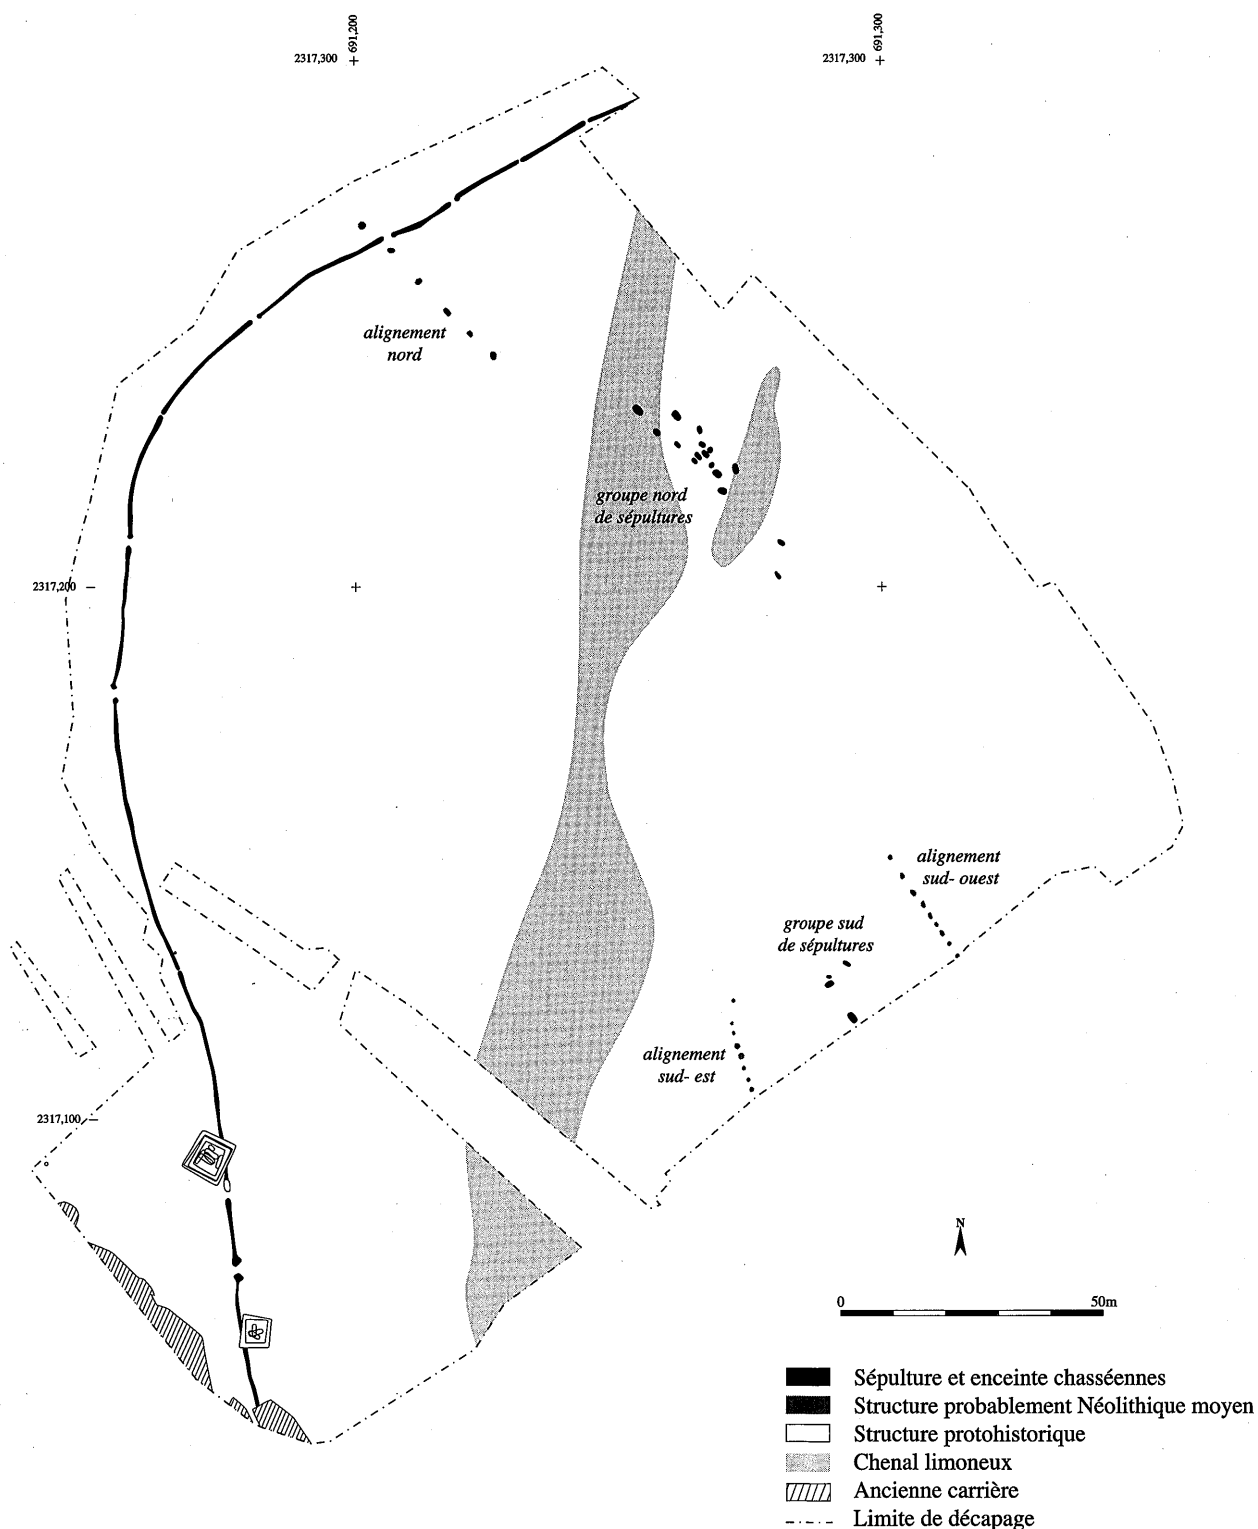 691,200
691,300
2317,300
2317,300
alignement
nord
groupe nord
de sépultures
2317,200
alignement
sud- ouest
groupe sud
de sépultures
alignement
sud- est
2317,100
N
0
50m
Sépulture et enceinte chasséennes
Structure probablement Néolithique moyen
Structure protohistorique
Chenal limoneux
Ancienne carrière
Limite de décapage